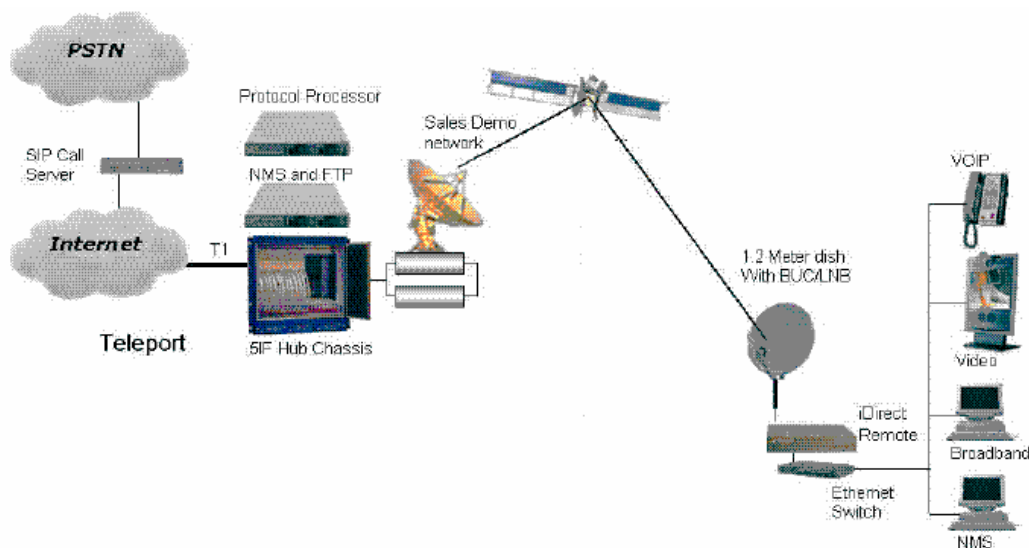 PSTN
Protocol Processor
Sales Demo
network
SIP Call
Server
NMS and FTP
VOIP
Internet
T1
1.2 Meter dish
With BUC/LNB
Teleport
5IF Hub Chassis
Video
iDirect
Remote
Broadband
Ethernet
Switch
NMS